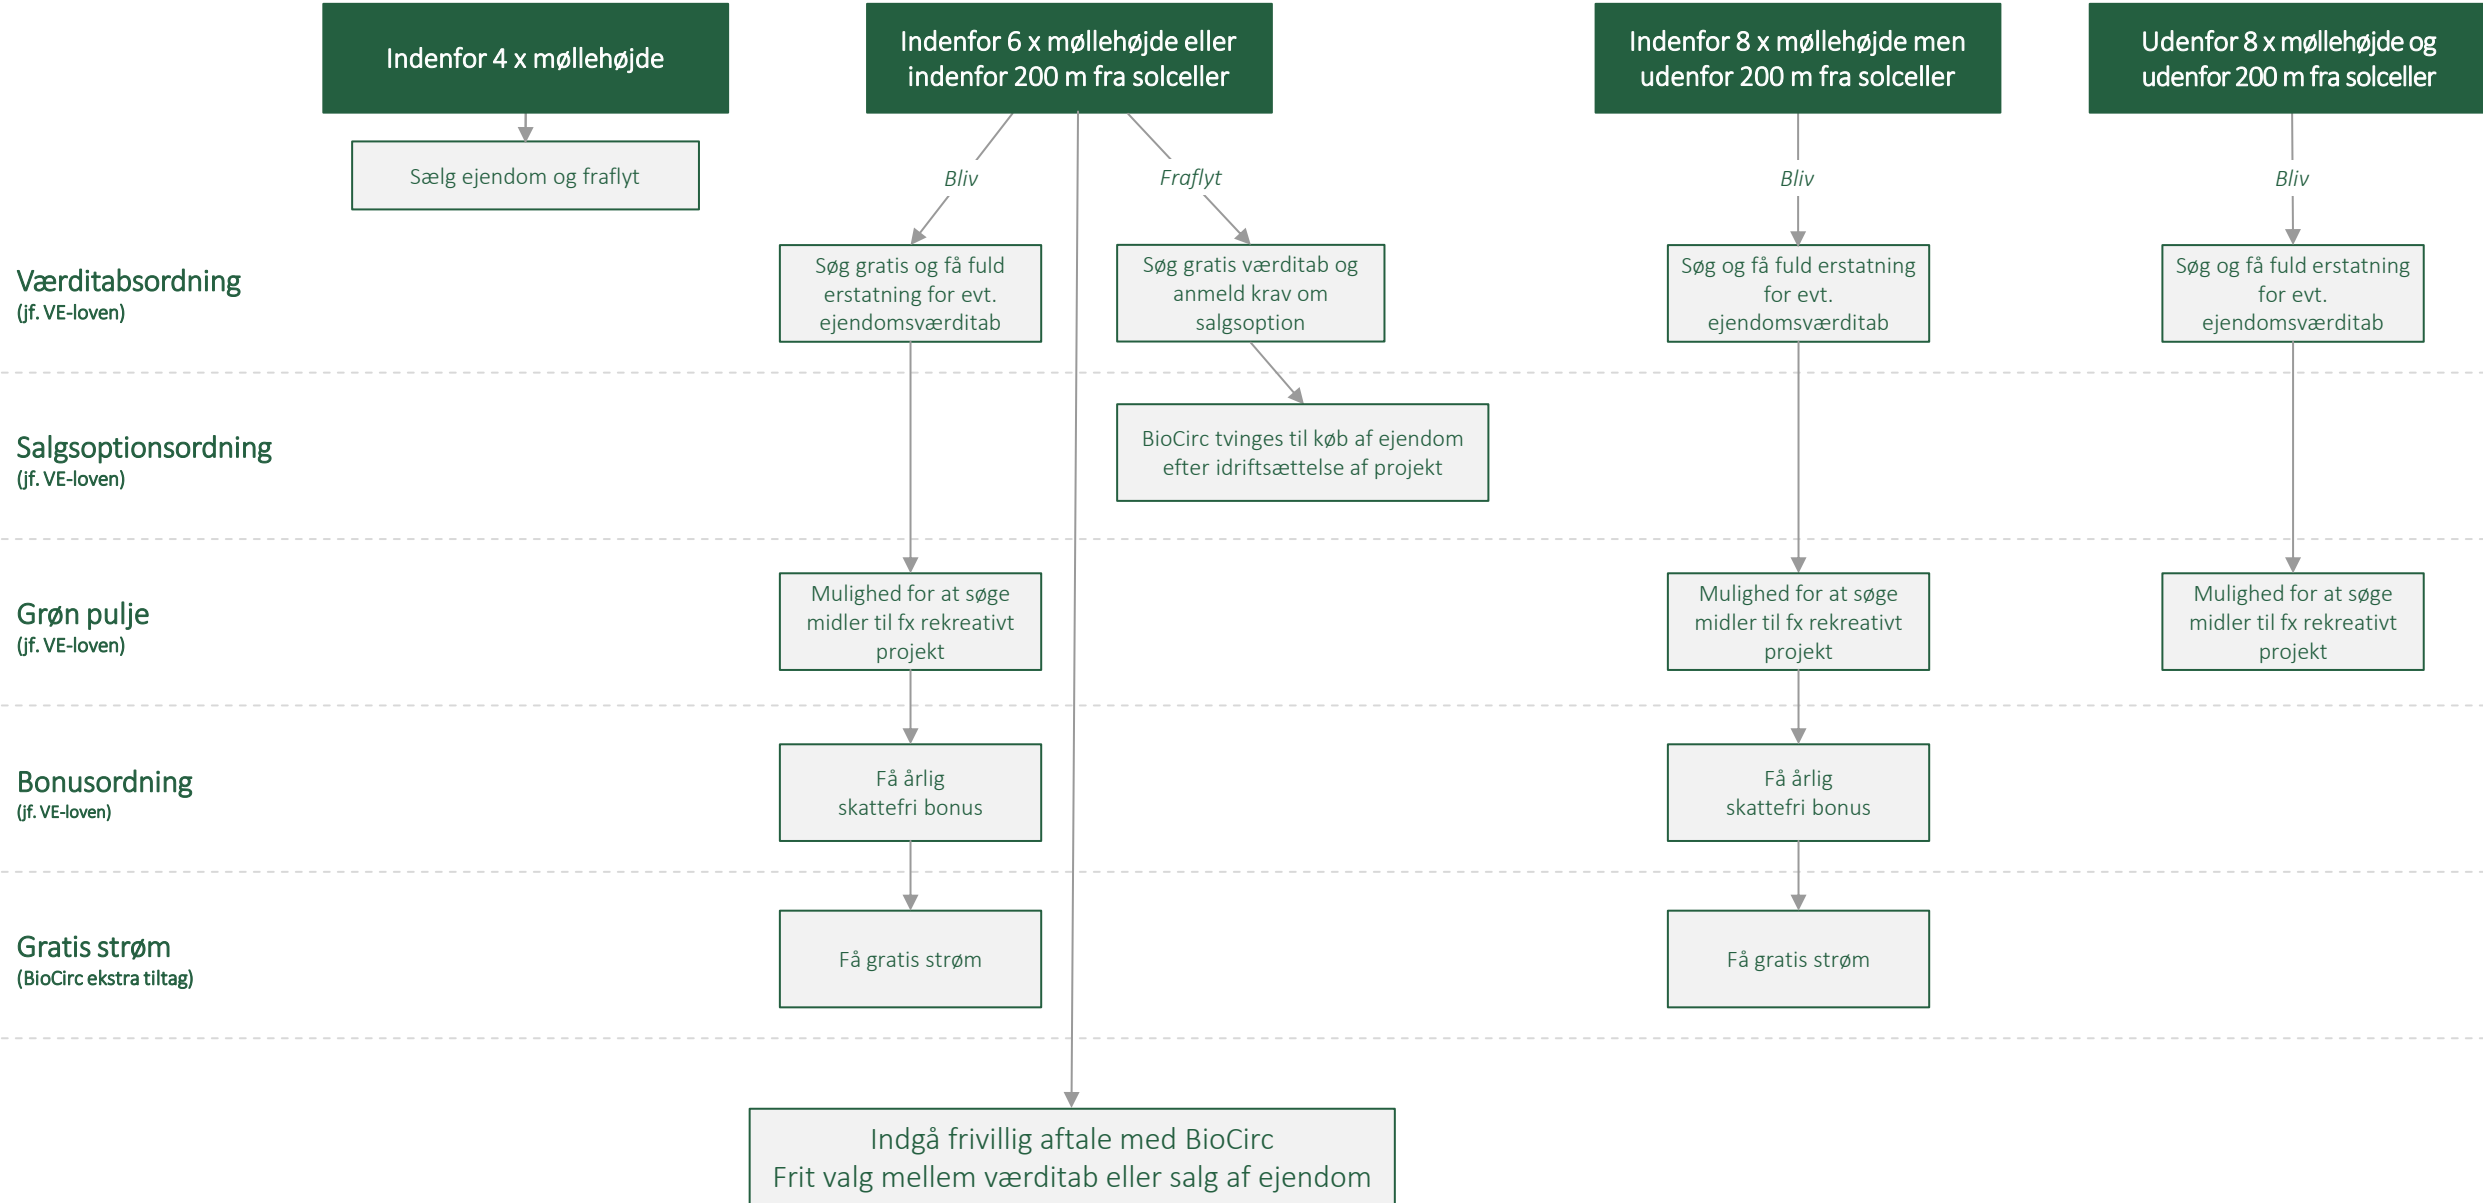 Indenfor 4 x møllehøjde
Indenfor 6 x møllehøjde eller
indenfor 200 m fra solceller
Indenfor 8 x møllehøjde men
udenfor 200 m fra solceller
Udenfor 8 x møllehøjde og
udenfor 200 m fra solceller
Sælg ejendom og fraflyt
Bliv
Fraflyt
Bliv
Bliv
Værditabsordning
(jf. VE-loven)
Søg gratis og få fuld
erstatning for evt.
ejendomsværditab
Søg gratis værditab og
anmeld krav om
salgsoption
Søg og få fuld erstatning
for evt.
ejendomsværditab
Søg og få fuld erstatning
for evt.
ejendomsværditab
Salgsoptionsordning
(jf. VE-loven)
BioCirc tvinges til køb af ejendom
efter idriftsættelse af projekt
Grøn pulje
(jf. VE-loven)
Mulighed for at søge
midler til fx rekreativt
projekt
Mulighed for at søge
midler til fx rekreativt
projekt
Mulighed for at søge
midler til fx rekreativt
projekt
Bonusordning
(jf. VE-loven)
Få årlig
skattefri bonus
Få årlig
skattefri bonus
Gratis strøm
(BioCirc ekstra tiltag)
Få gratis strøm
Få gratis strøm
Indgå frivillig aftale med BioCirc
Frit valg mellem værditab eller salg af ejendom